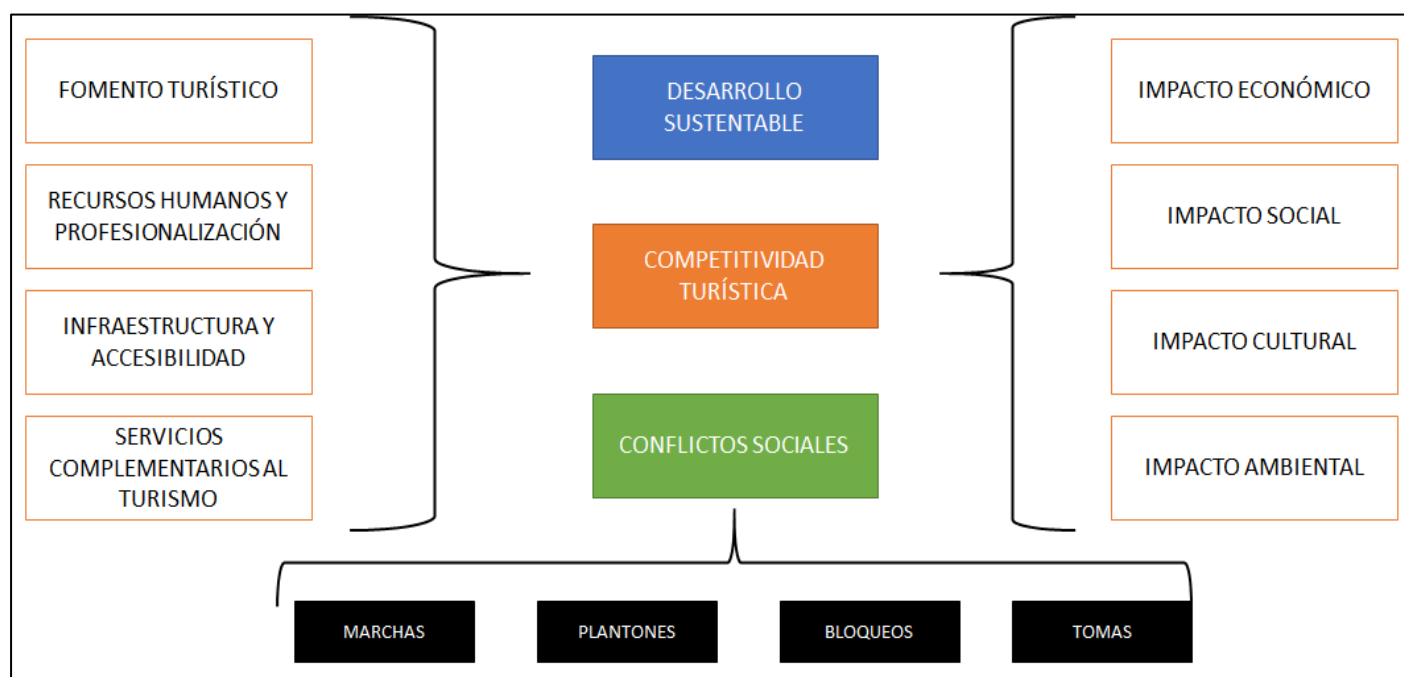 FOMENTO TURÍSTICO
RECURSOS HUMANOS Y
PROFESIONALIZACIÓN
INFRAESTRUCTURA Y
ACCESIBILIDAD
SERVICIOS
COMPLEMENTARIOS AL
TURISMO
DESARROLLO
SUSTENTABLE
COMPETITIVIDAD
TURÍSTICA
CONFLICTOS SOCIALES
IMPACTO ECONÓMICO
IMPACTO SOCIAL
IMPACTO CULTURAL
IMPACTO AMBIENTAL
MARCHAS
PLANTONES
BLOQUEOS
TOMAS